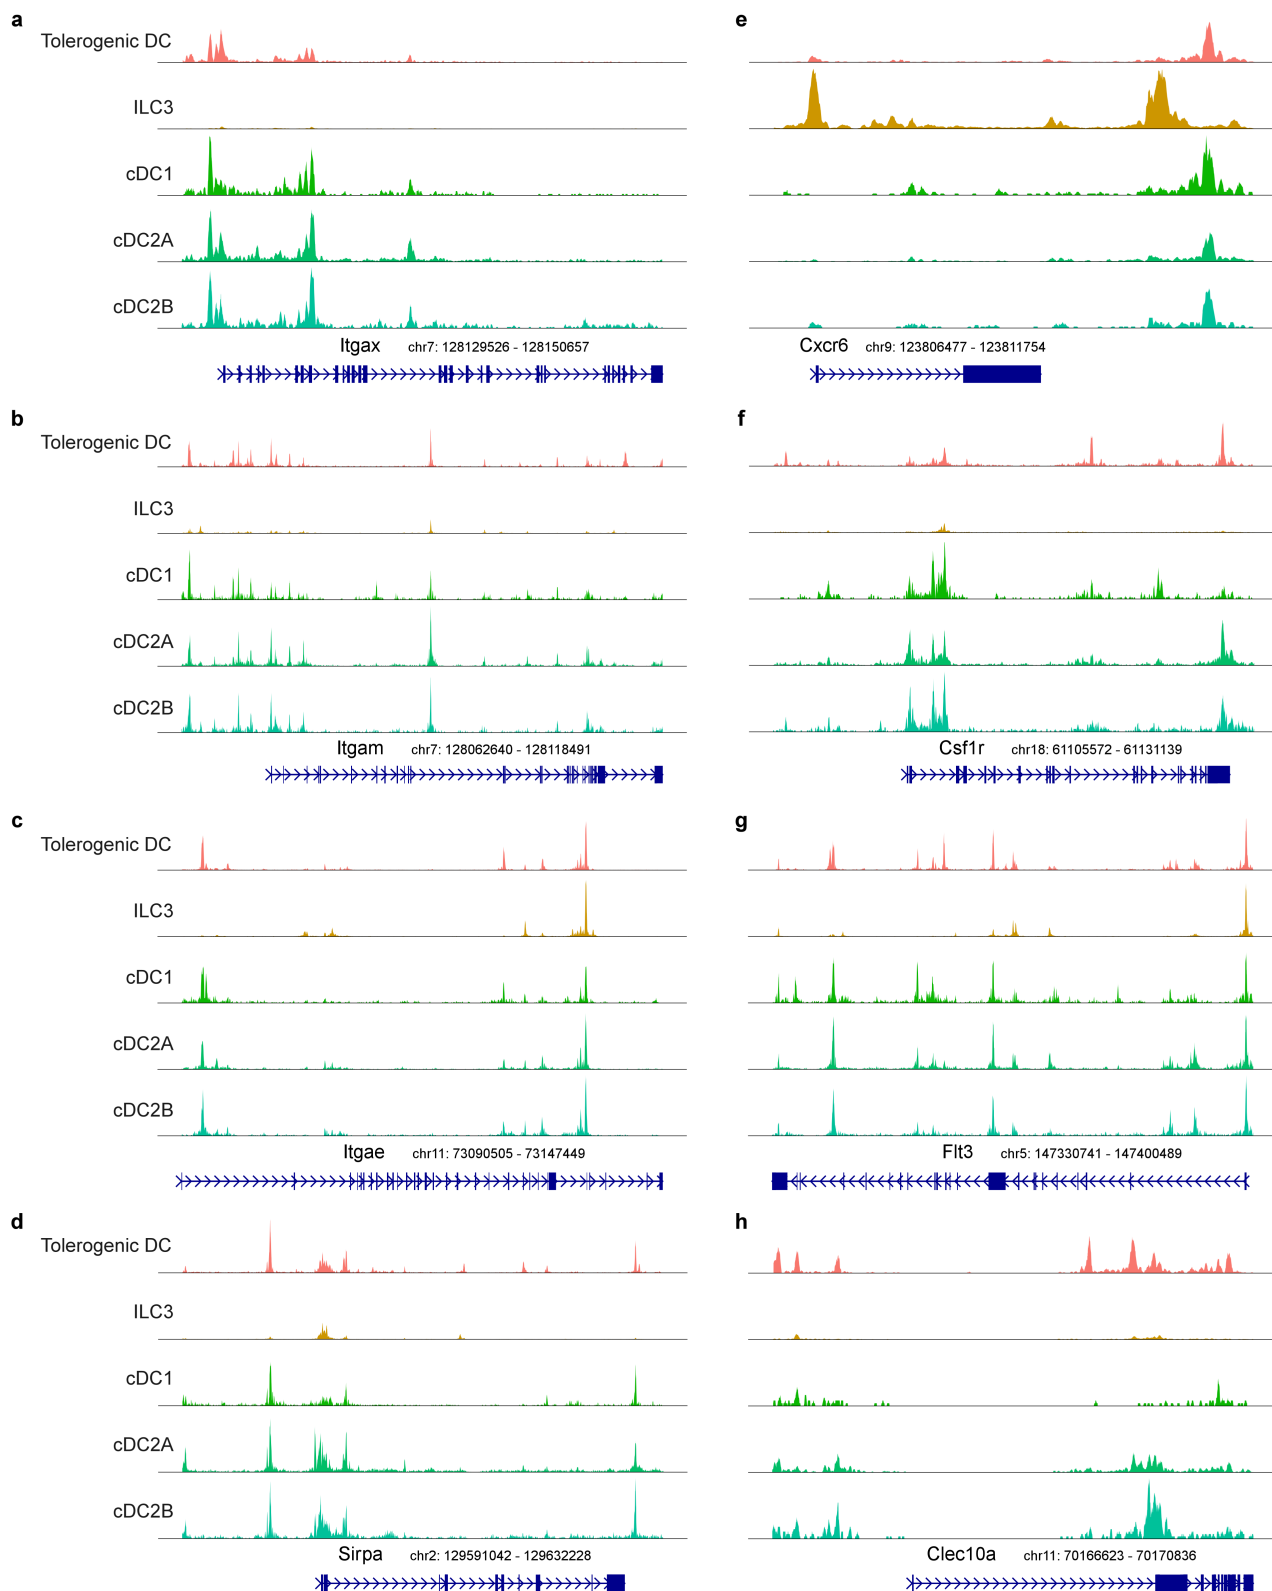 a
Tolerogenic DC
ILC3
cDC1
cDC2A
cDC2B
Itgax chr7: 128129526 - 128150657
b
Tolerogenic DC
ILC3
cDC1
cDC2A
cDC2B
Itgam chr7: 128062640 - 128118491
c
Tolerogenic DC
ILC3
cDC1
cDC2A
cDC2B
Itgae chr11: 73090505 - 73147449
d
Tolerogenic DC
ILC3
cDC1
cDC2A
cDC2B
Sirpa chr2: 129591042 - 129632228
e
Cxcr6 chr9: 123806477 - 123811754
f
Csf1r chr18: 61105572 - 61131139
g
Flt3 chr5: 147330741 - 147400489
h
Clec10a chr11: 70166623 - 70170836